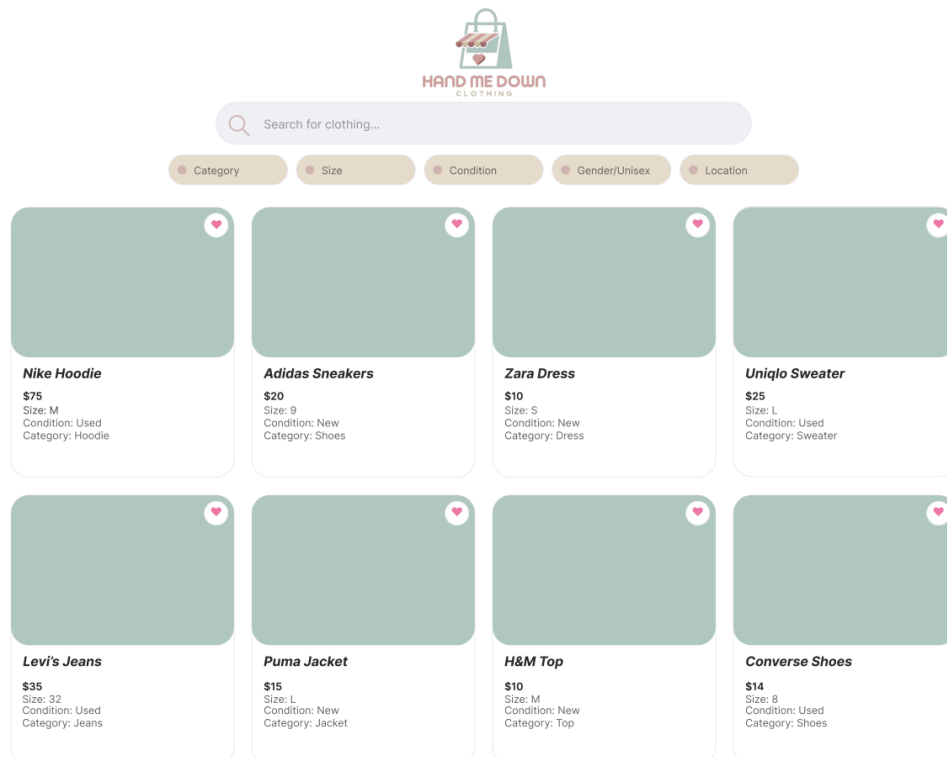 HAND ME DOWN
CLOTHING
Search for clothing...
Category
Size
Condition
Gender/Unisex
Location
Nike Hoodie
$75
Size: M
Condition: Used
Category: Hoodie
Adidas Sneakers
$20
Size: 9
Condition: New
Category: Shoes
Zara Dress
$10
Size: S
Condition: New
Category: Dress
Uniqlo Sweater
$25
Size: L
Condition: Used
Category: Sweater
Levi’s Jeans
$35
Size: 32
Condition: Used
Category: Jeans
Puma Jacket
$15
Size: L
Condition: New
Category: Jacket
H&M Top
$10
Size: M
Condition: New
Category: Top
Converse Shoes
$14
Size: 8
Condition: Used
Category: Shoes